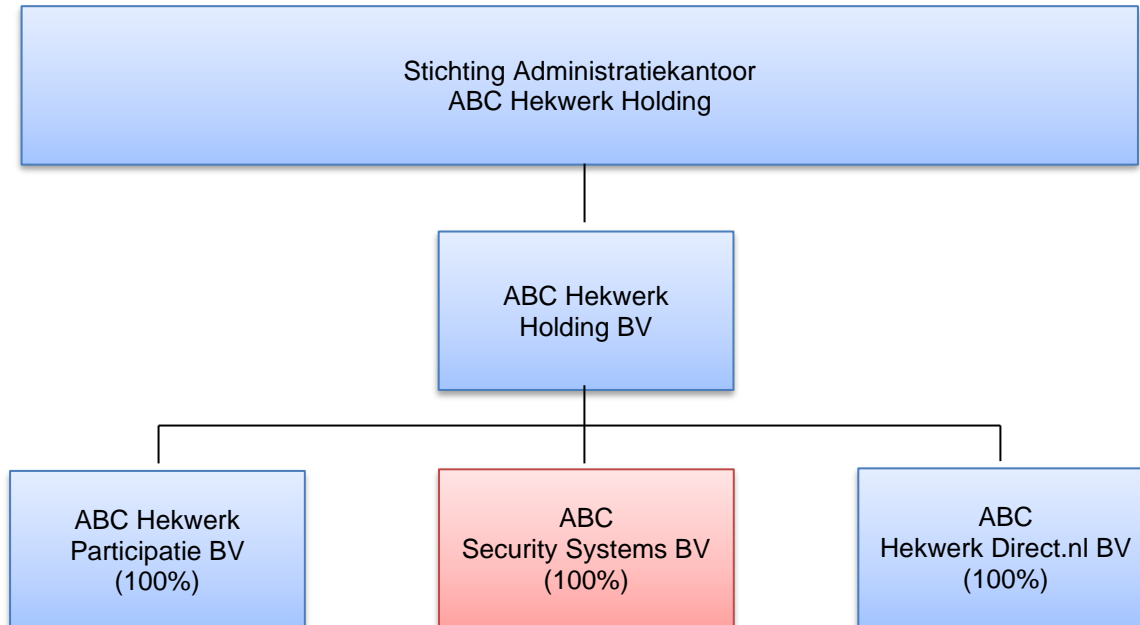 Stichting Administratiekantoor
ABC Hekwerk Holding
ABC Hekwerk
Holding BV
ABC Hekwerk
Participatie BV
(100%)
ABC
Security Systems BV
(100%)
ABC
Hekwerk Direct.nl BV
(100%)